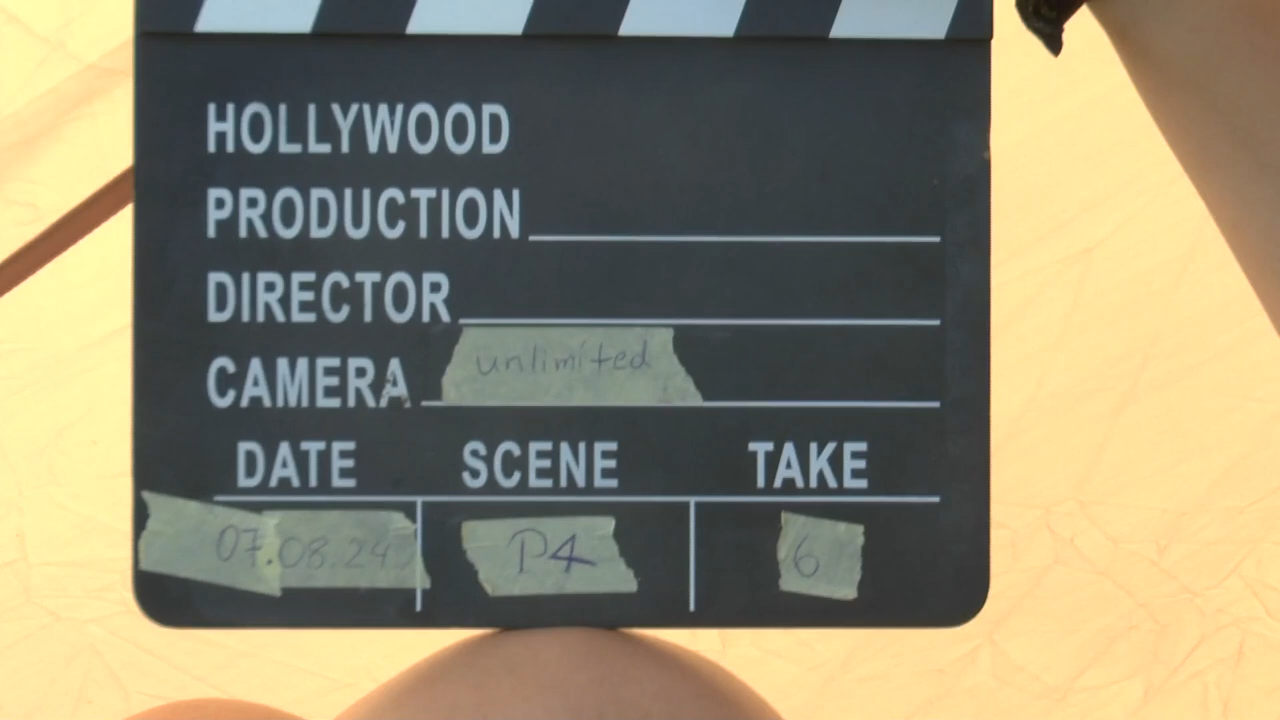 HOLLYWOOD
PRODUCTION
DIRECTOR
CAMERA unlimited
DATE SCENE TAKE
07.08.24 P4 6